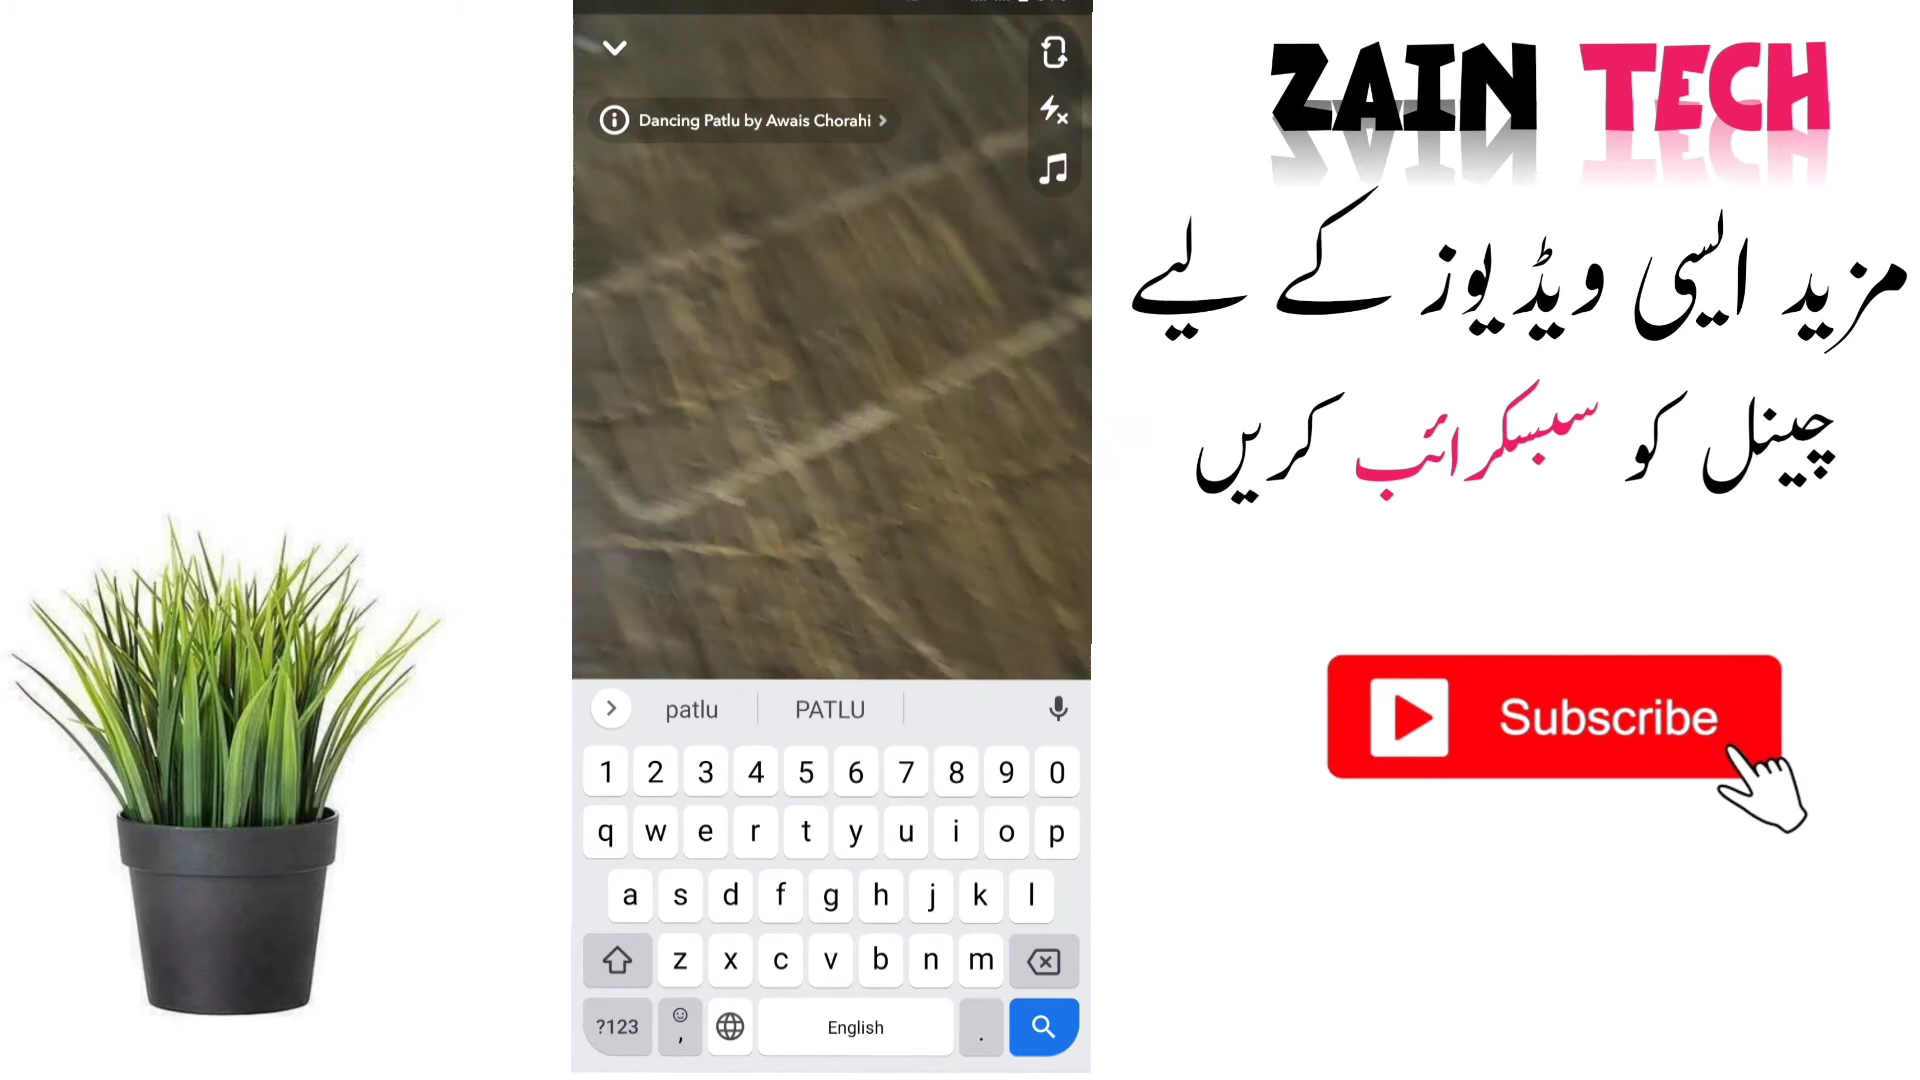 ZAIN TECH
مزید ایسی ویڈیوز کے لیے
چینل کو سبسکرائب کریں
Subscribe
Dancing Patlu by Awais Chorahi >
patlu PATLU
1 2 3 4 5 6 7 8 9 0
q w e r t y u i o p
a s d f g h j k l
z x c v b n m
?123 , English .